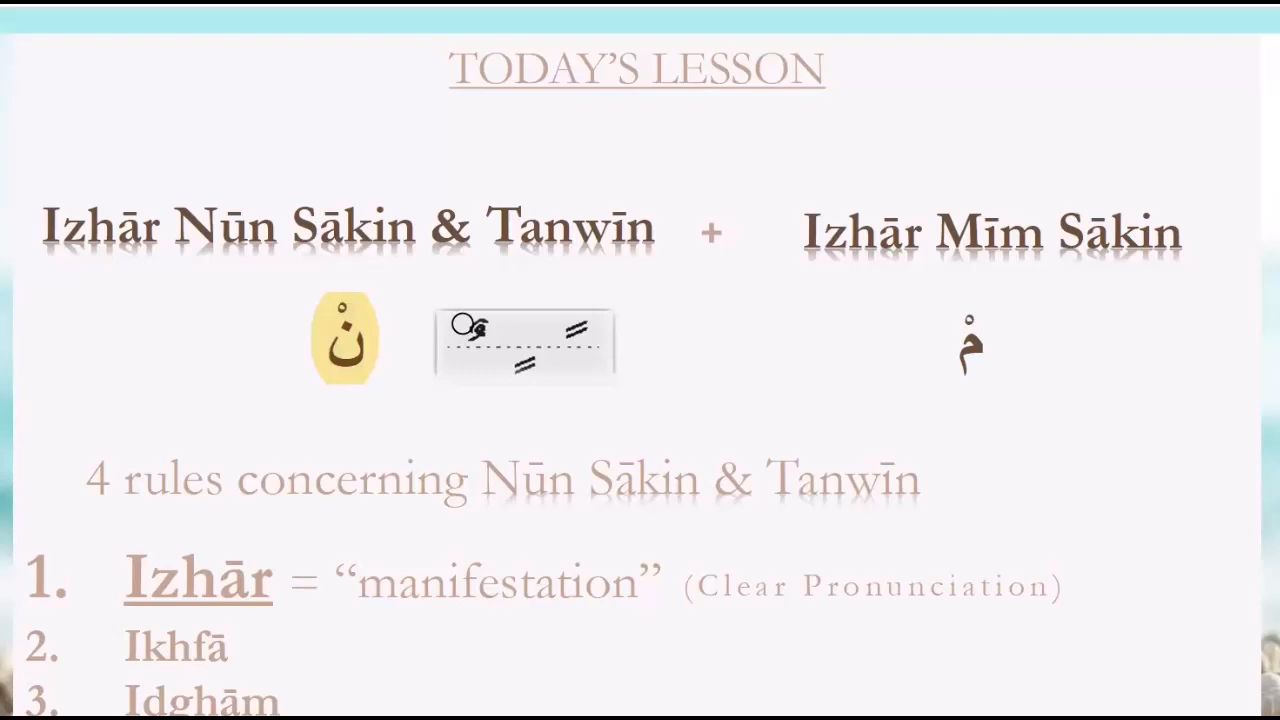 TODAY'S LESSON
Izhār Nūn Sākin & Tanwīn + Izhār Mīm Sākin
نْ مْ
4 rules concerning Nūn Sākin & Tanwīn
1. Izhār = “manifestation” (Clear Pronunciation)
2. Ikhfā
3. Idghām